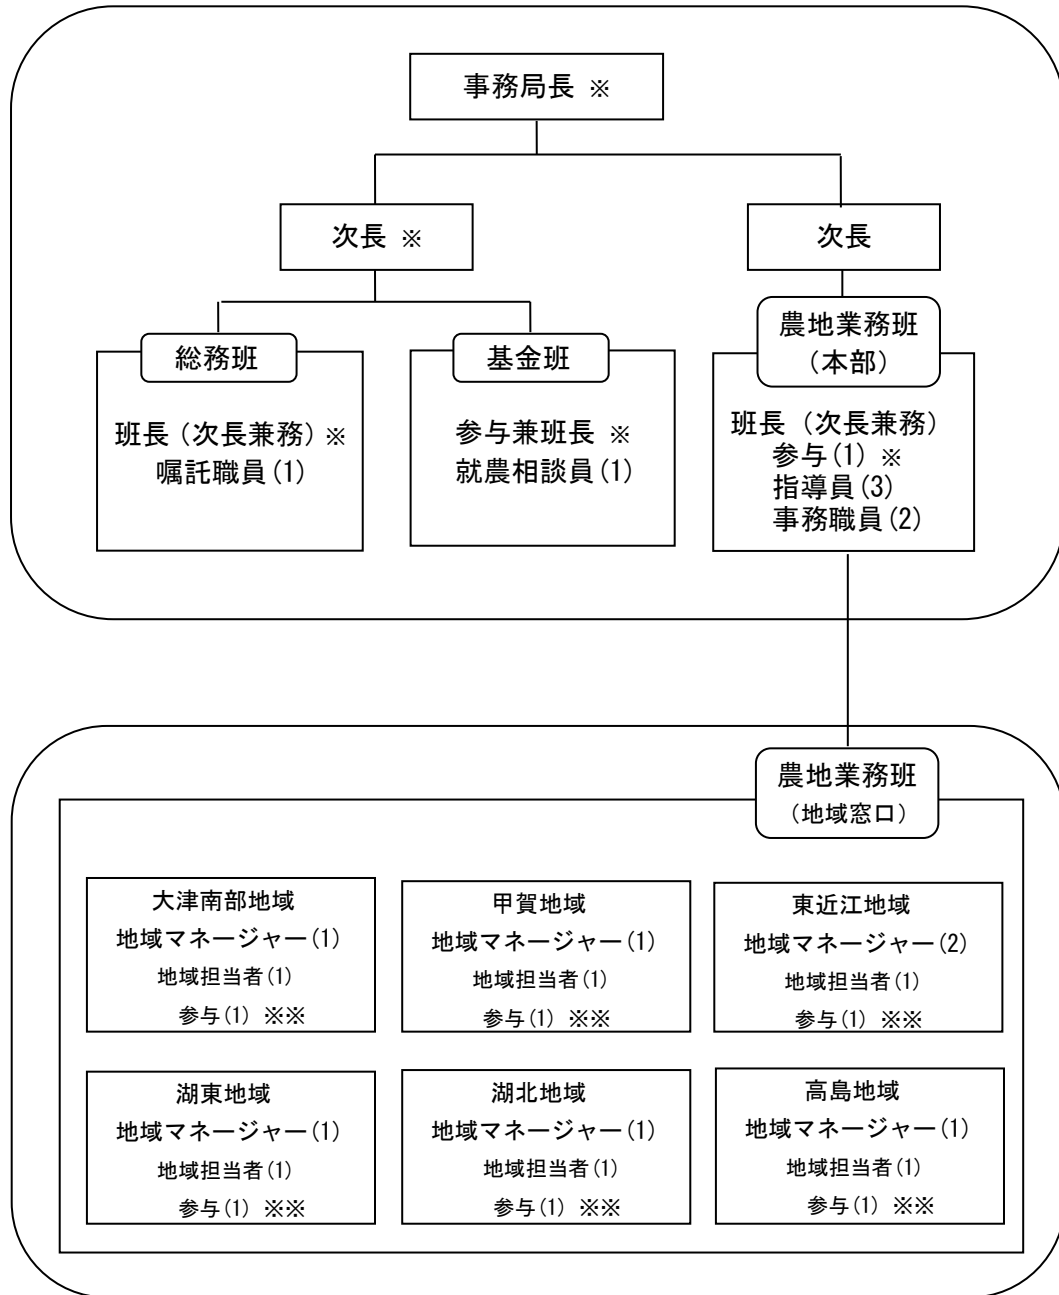 事務局長 ※
次長 ※
次長
総務班
班長(次長兼務)※
嘱託職員(1)
基金班
参与兼班長 ※
就農相談員(1)
農地業務班
(本部)
班長(次長兼務)
参与(1) ※
指導員(3)
事務職員(2)
農地業務班
(地域窓口)
大津南部地域
地域マネージャー(1)
地域担当者(1)
参与(1) ※※
甲賀地域
地域マネージャー(1)
地域担当者(1)
参与(1) ※※
東近江地域
地域マネージャー(2)
地域担当者(1)
参与(1) ※※
湖東地域
地域マネージャー(1)
地域担当者(1)
参与(1) ※※
湖北地域
地域マネージャー(1)
地域担当者(1)
参与(1) ※※
高島地域
地域マネージャー(1)
地域担当者(1)
参与(1) ※※